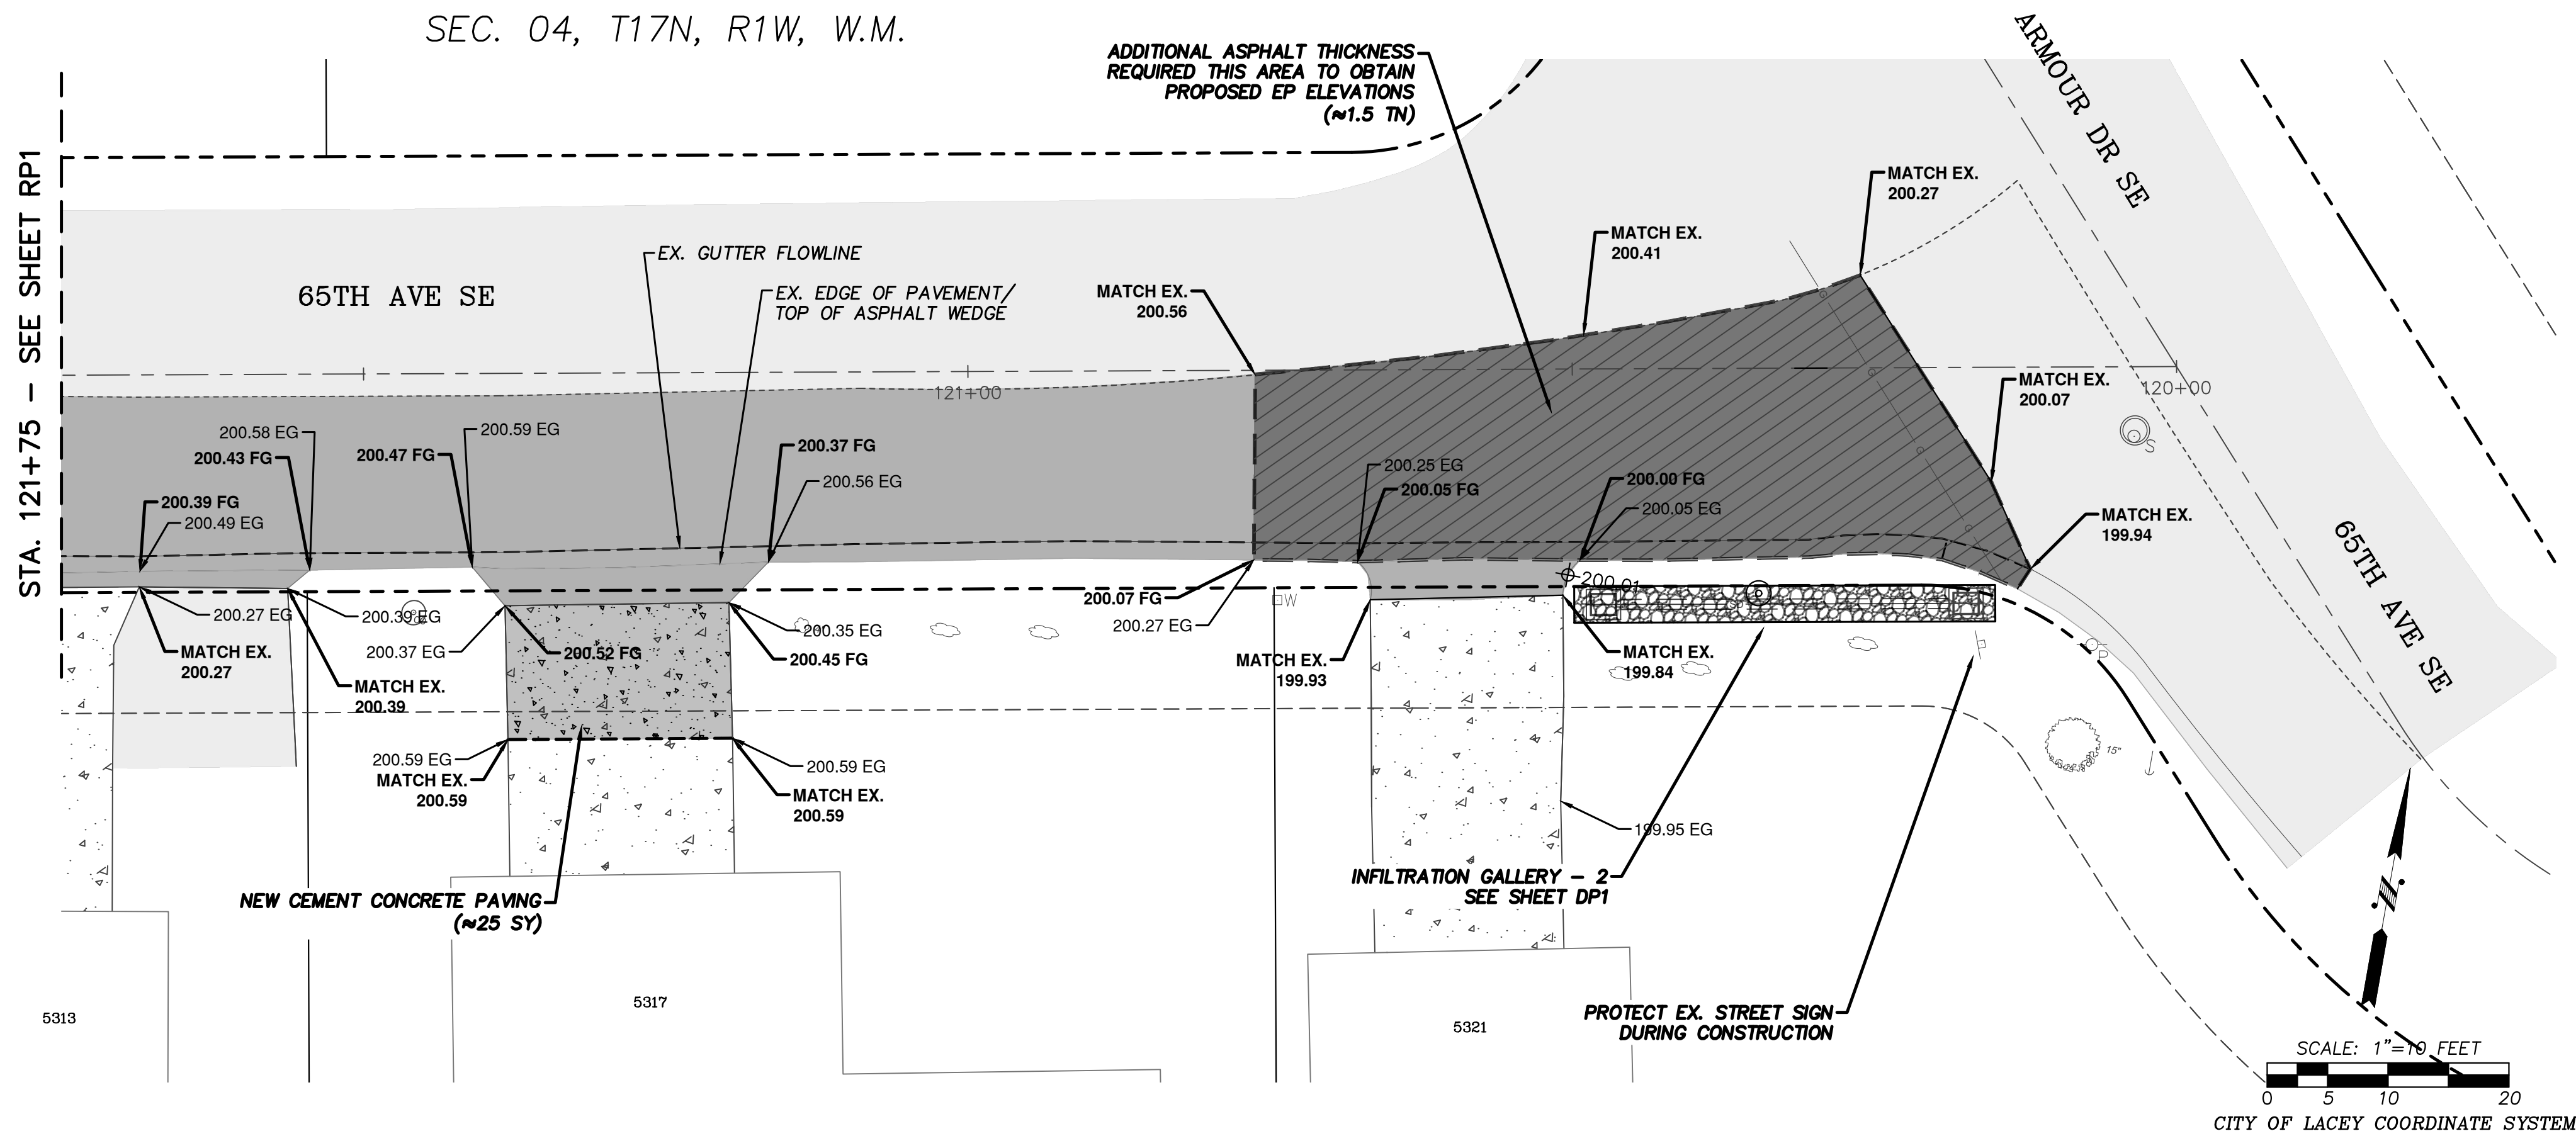 SEC. 04, T17N, R1W, W.M.
STA. 121+75 - SEE SHEET RP1
ADDITIONAL ASPHALT THICKNESS
REQUIRED THIS AREA TO OBTAIN
PROPOSED EP ELEVATIONS
(≈1.5 TN)
ARMOUR DR SE
MATCH EX.
200.27
MATCH EX.
200.41
EX. GUTTER FLOWLINE
65TH AVE SE
EX. EDGE OF PAVEMENT/
TOP OF ASPHALT WEDGE
MATCH EX.
200.56
121+00
MATCH EX.
200.07
120+00
S
200.58 EG
200.43 FG
200.47 FG
200.59 EG
200.37 FG
200.56 EG
200.39 FG
200.49 EG
200.25 EG
200.05 FG
200.00 FG
200.05 EG
MATCH EX.
199.94
65TH AVE SE
200.01
200.27 EG
200.39 EG
200.37 EG
200.52 FG
200.35 EG
200.45 FG
200.07 FG
200.27 EG
W
MATCH EX.
200.27
MATCH EX.
200.39
MATCH EX.
199.93
MATCH EX.
199.84
P
15"
200.59 EG
MATCH EX.
200.59
200.59 EG
MATCH EX.
200.59
199.95 EG
NEW CEMENT CONCRETE PAVING
(≈25 SY)
INFILTRATION GALLERY - 2
SEE SHEET DP1
PROTECT EX. STREET SIGN
DURING CONSTRUCTION
5313
5317
5321
N
SCALE: 1"=10 FEET
0 5 10 20
CITY OF LACEY COORDINATE SYSTEM